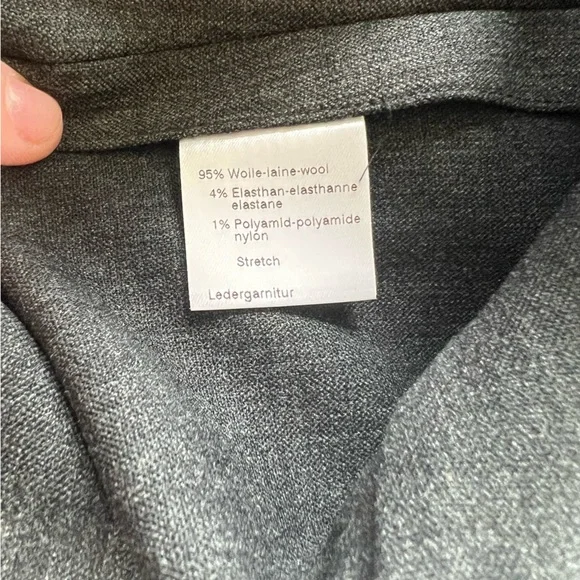 95% Wolle-laine-wool
4% Elasthan-elasthanne
elastane
1% Polyamid-polyamide
nylon
Stretch
Ledergarnitur